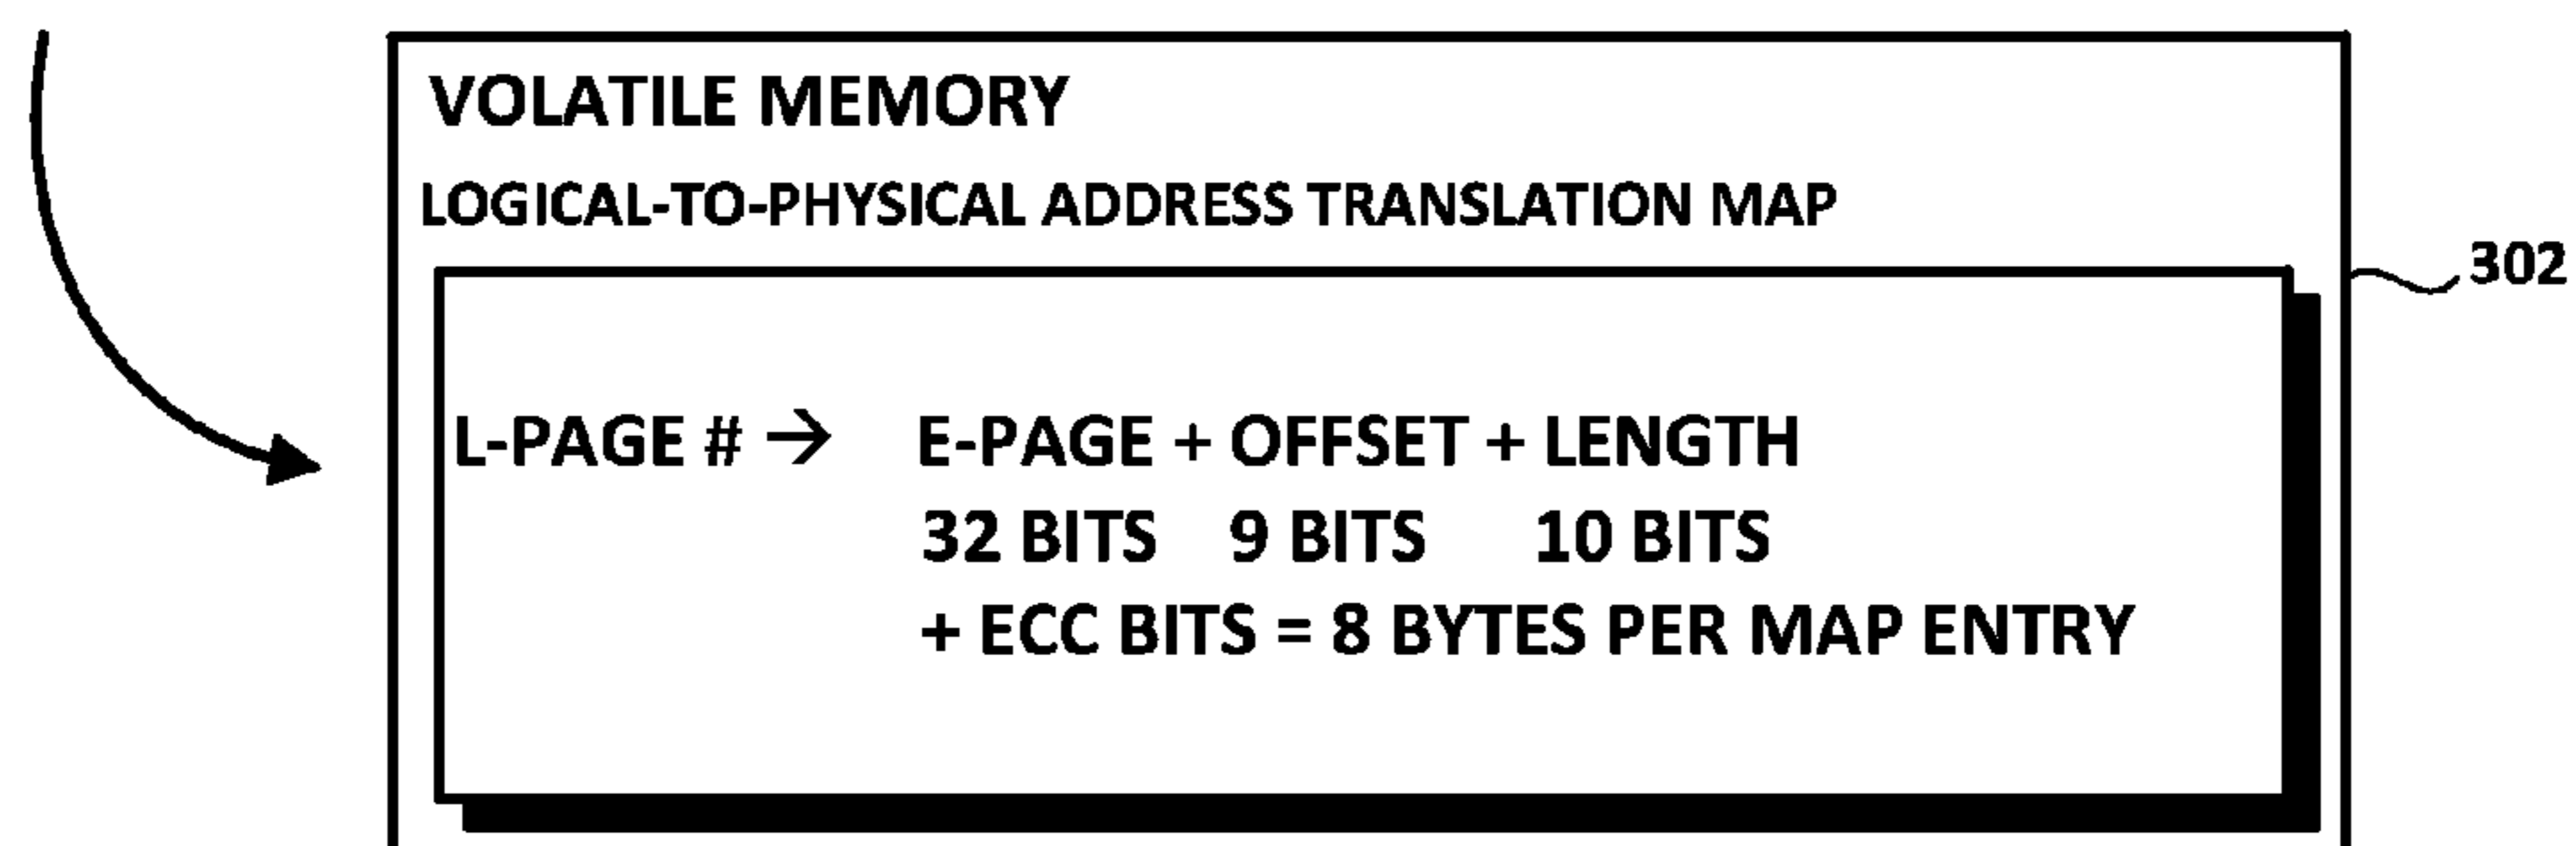 VOLATILE MEMORY
LOGICAL-TO-PHYSICAL ADDRESS TRANSLATION MAP
302
L-PAGE # → E-PAGE + OFFSET + LENGTH
32 BITS 9 BITS 10 BITS
+ ECC BITS = 8 BYTES PER MAP ENTRY